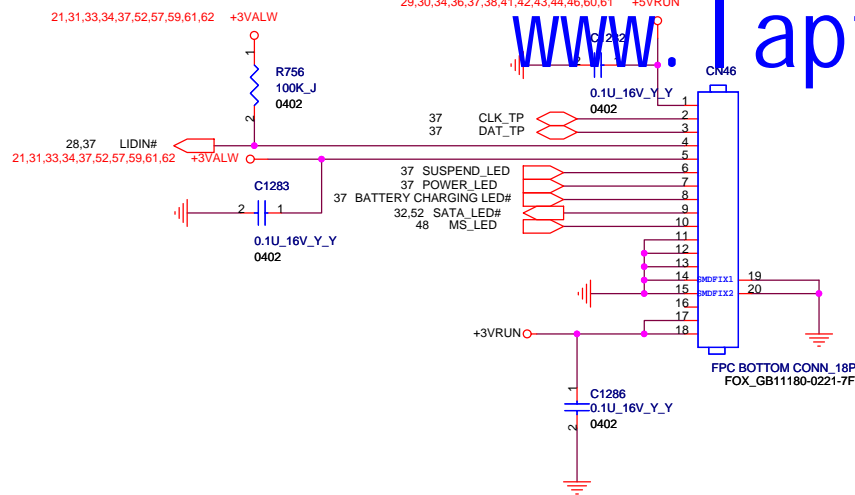 29,30,34,36,37,38,41,42,43,44,46,60,61 +5VRUN
21,31,33,34,37,52,57,59,61,62 +3VALW
www.lap
1
R756
100K_J
0402
2
0.1U_16V_Y_Y
0402
CN46
37 CLK_TP
37 DAT_TP
28,37 LIDIN#
21,31,33,34,37,52,57,59,61,62 +3VALW
37 SUSPEND_LED
37 POWER_LED
37 BATTERY CHARGING LED#
32,52 SATA_LED#
48 MS_LED
C1283
2 1
0.1U_16V_Y_Y
0402
1
2
3
4
5
6
7
8
9
10
11
12
13
14 SMDFIX1 19
15 SMDFIX2 20
16
17
18
+3VRUN
FPC BOTTOM CONN_18P
FOX_GB11180-0221-7F
1
C1286
0.1U_16V_Y_Y
0402
2